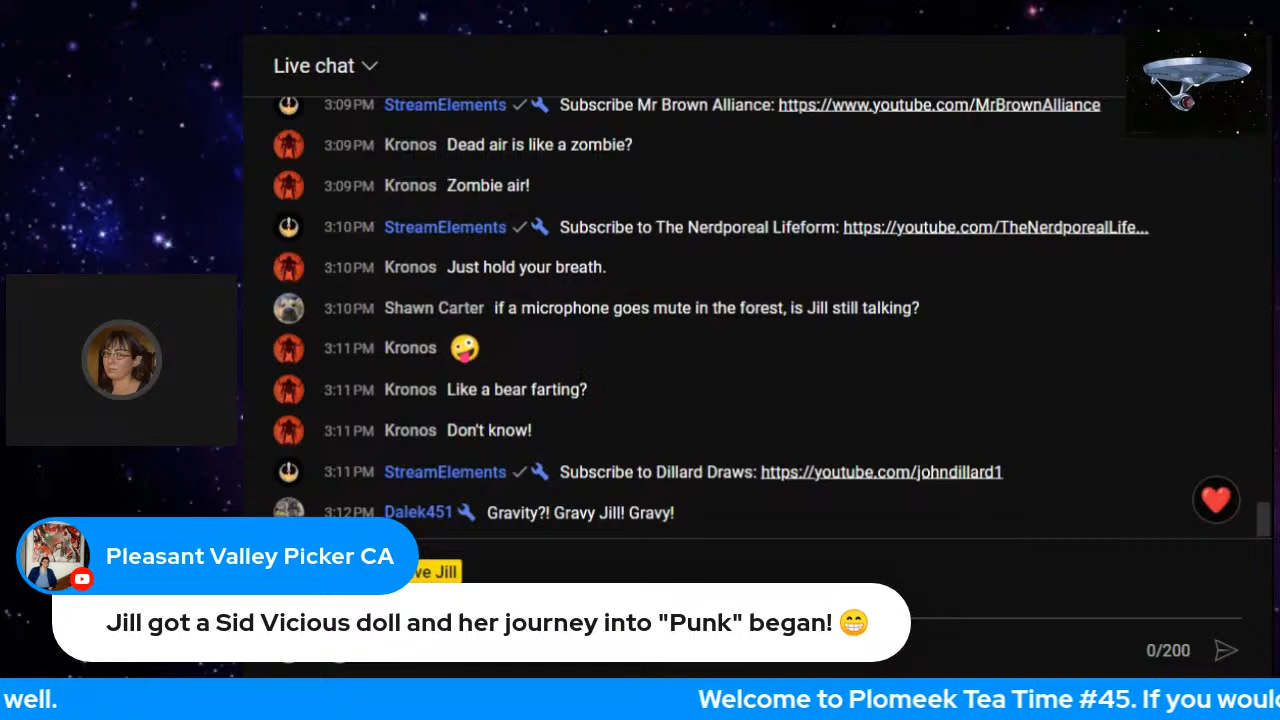 Live chat
3:09 PM StreamElements Subscribe Mr Brown Alliance: https://www.youtube.com/MrBrownAlliance
3:09 PM Kronos Dead air is like a zombie?
3:09 PM Kronos Zombie air!
3:10 PM StreamElements Subscribe to The Nerdporeal Lifeform: https://youtube.com/TheNerdporealLife...
3:10 PM Kronos Just hold your breath.
3:10 PM Shawn Carter if a microphone goes mute in the forest, is Jill still talking?
3:11 PM Kronos 🤪
3:11 PM Kronos Like a bear farting?
3:11 PM Kronos Don't know!
3:11 PM StreamElements Subscribe to Dillard Draws: https://youtube.com/johndillard1
3:12 PM Dalek451 Gravity?! Gravy Jill! Gravy!
Pleasant Valley Picker CA
ve Jill
Jill got a Sid Vicious doll and her journey into "Punk" began! 😁
0/200
well. Welcome to Plomeek Tea Time #45. If you would